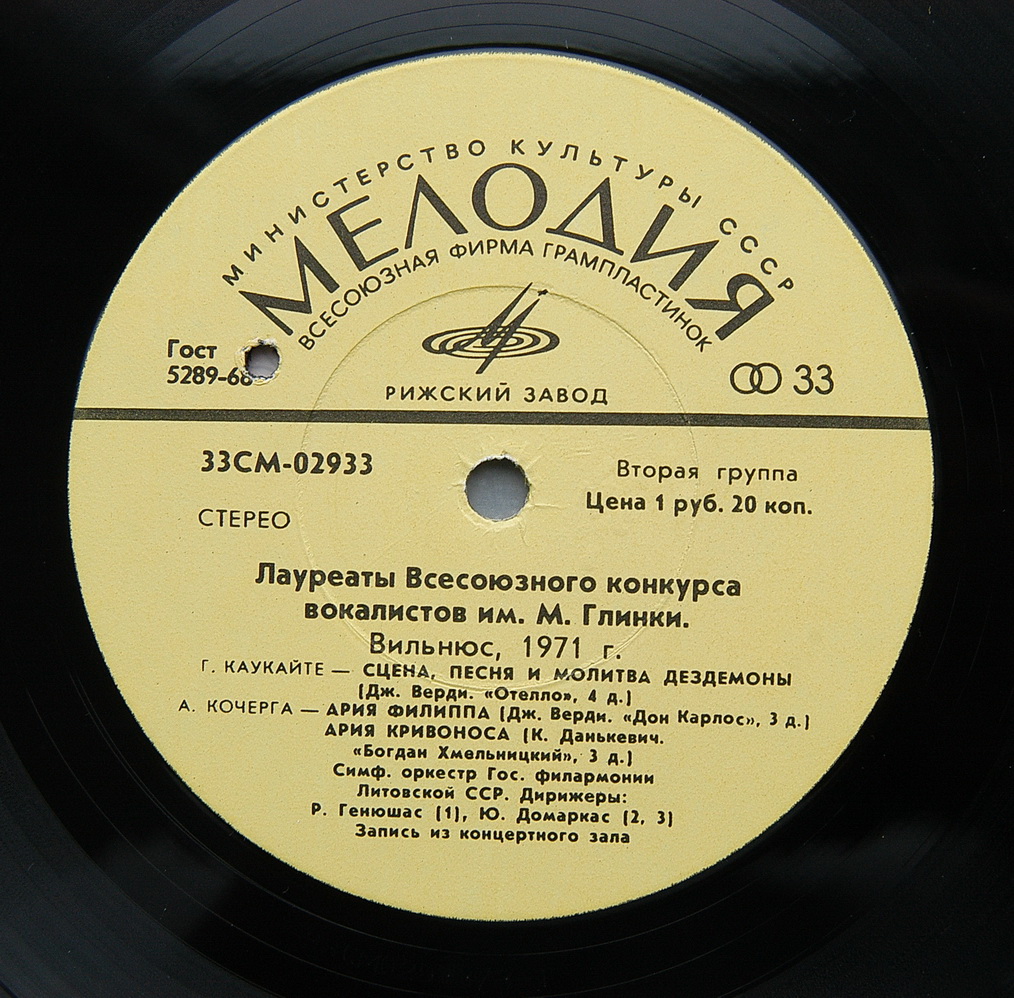 МИНИСТЕРСТВО КУЛЬТУРЫ СССР
МЕЛОДИЯ
ВСЕСОЮЗНАЯ ФИРМА ГРАМПЛАСТИНОК
Гост
5289-68
33
РИЖСКИЙ ЗАВОД
33СМ-02933
Вторая группа
Цена 1 руб. 20 коп.
СТЕРЕО
Лауреаты Всесоюзного конкурса
вокалистов им. М. Глинки.
Вильнюс, 1971 г.
Г. КАУКАЙТЕ — СЦЕНА, ПЕСНЯ И МОЛИТВА ДЕЗДЕМОНЫ
(Дж. Верди. «Отелло», 4 д.)
А. КОЧЕРГА — АРИЯ ФИЛИППА (Дж. Верди. «Дон Карлос», 3 д.)
АРИЯ КРИВОНОСА (К. Данькевич.
«Богдан Хмельницкий», 3 д.)
Симф. оркестр Гос. филармонии
Литовской ССР. Дирижеры:
Р. Генюшас (1), Ю. Домаркас (2, 3)
Запись из концертного зала